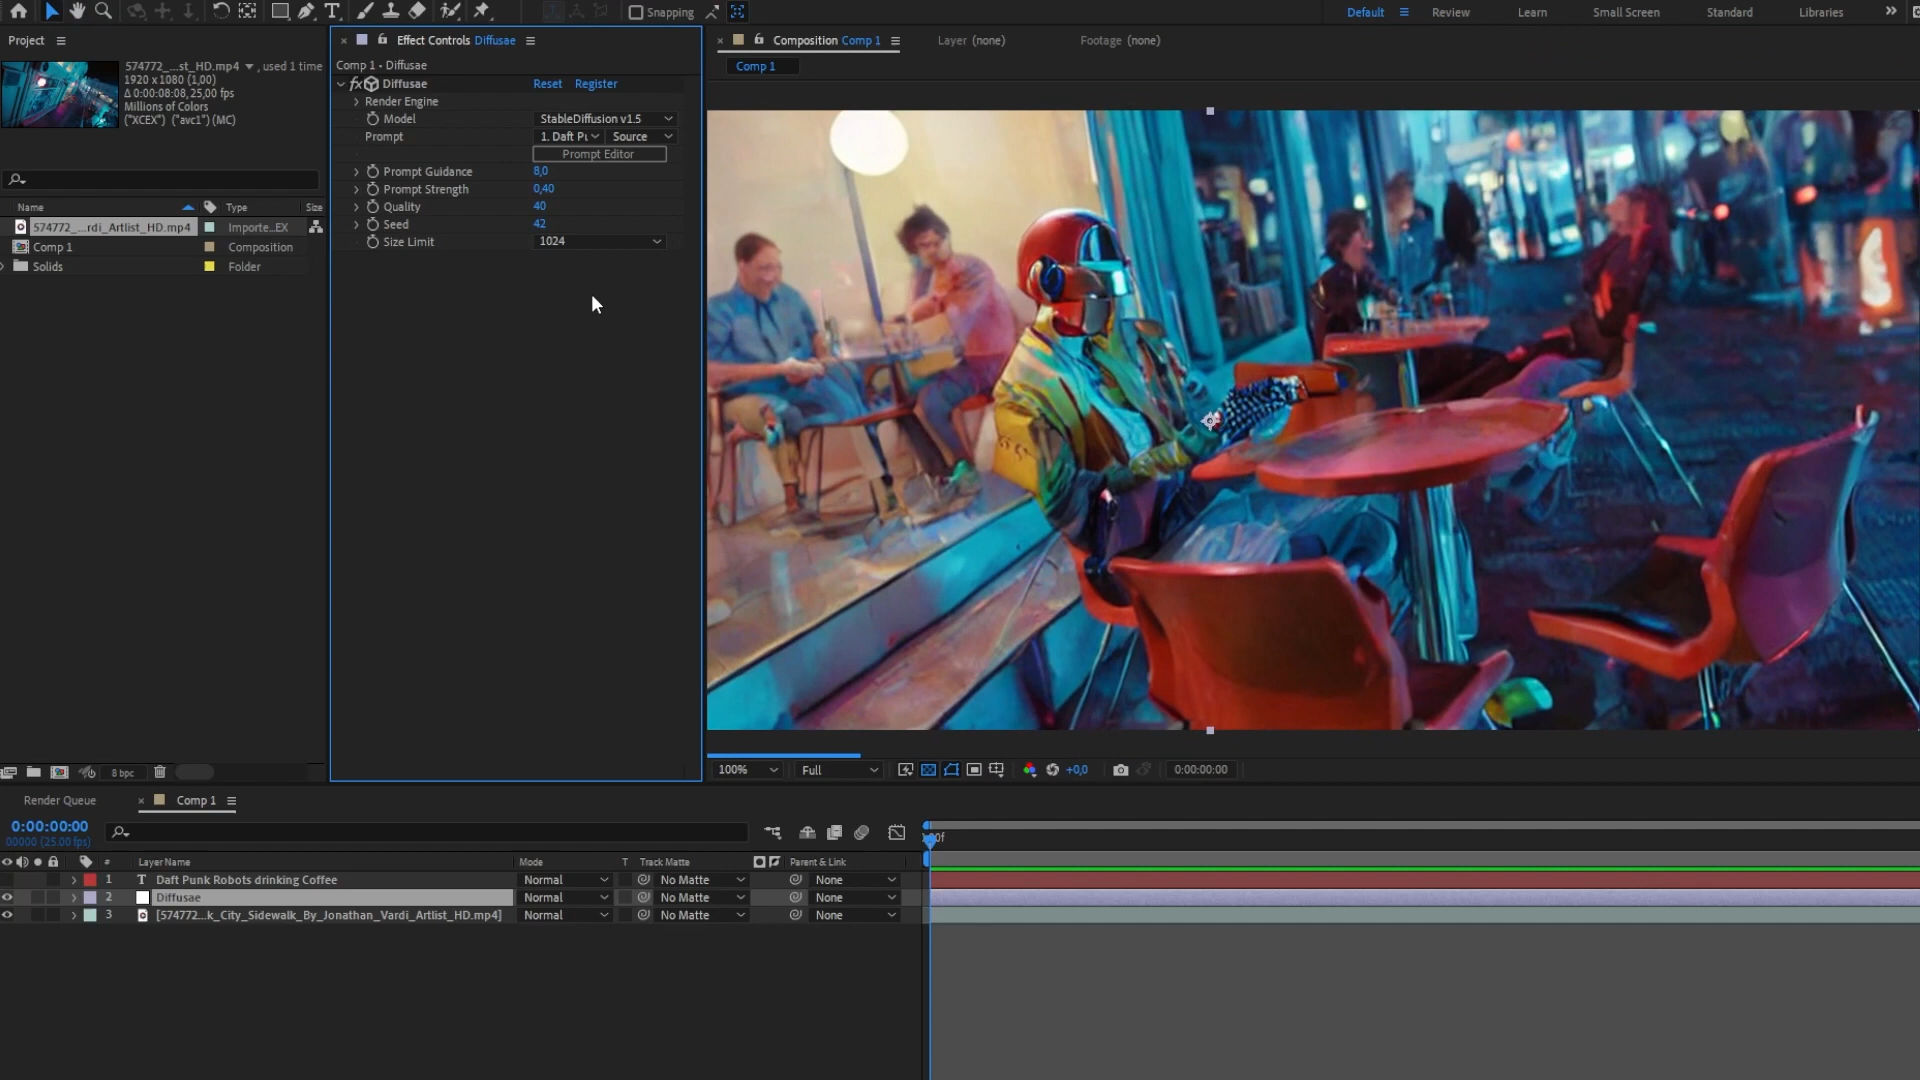 Snapping
Default
Review
Learn
Small Screen
Standard
Libraries
Project
574772_...st_HD.mp4 , used 1 time
1920 x 1080 (1,00)
Δ 0:00:08:08, 25,00 fps
Millions of Colors
("XCEX") ("avc1") (MC)
Name Type Size
574772_...rdi_Artlist_HD.mp4 Importe...EX
Comp 1 Composition
Solids Folder
8 bpc
Effect Controls Diffusae
Comp 1 • Diffusae
fx Diffusae Reset Register
Render Engine
Model StableDiffusion v1.5
Prompt 1. Daft Pu Source
Prompt Editor
Prompt Guidance 8,0
Prompt Strength 0,40
Quality 40
Seed 42
Size Limit 1024
Composition Comp 1
Layer (none)
Footage (none)
Comp 1
100% Full +0,0 0:00:00:00
Render Queue
Comp 1
0:00:00:00
00000 (25.00 fps)
# Layer Name Mode T Track Matte Parent & Link
1 T Daft Punk Robots drinking Coffee Normal No Matte None
2 Diffusae Normal No Matte None
3 [574772...k_City_Sidewalk_By_Jonathan_Vardi_Artlist_HD.mp4] Normal No Matte None